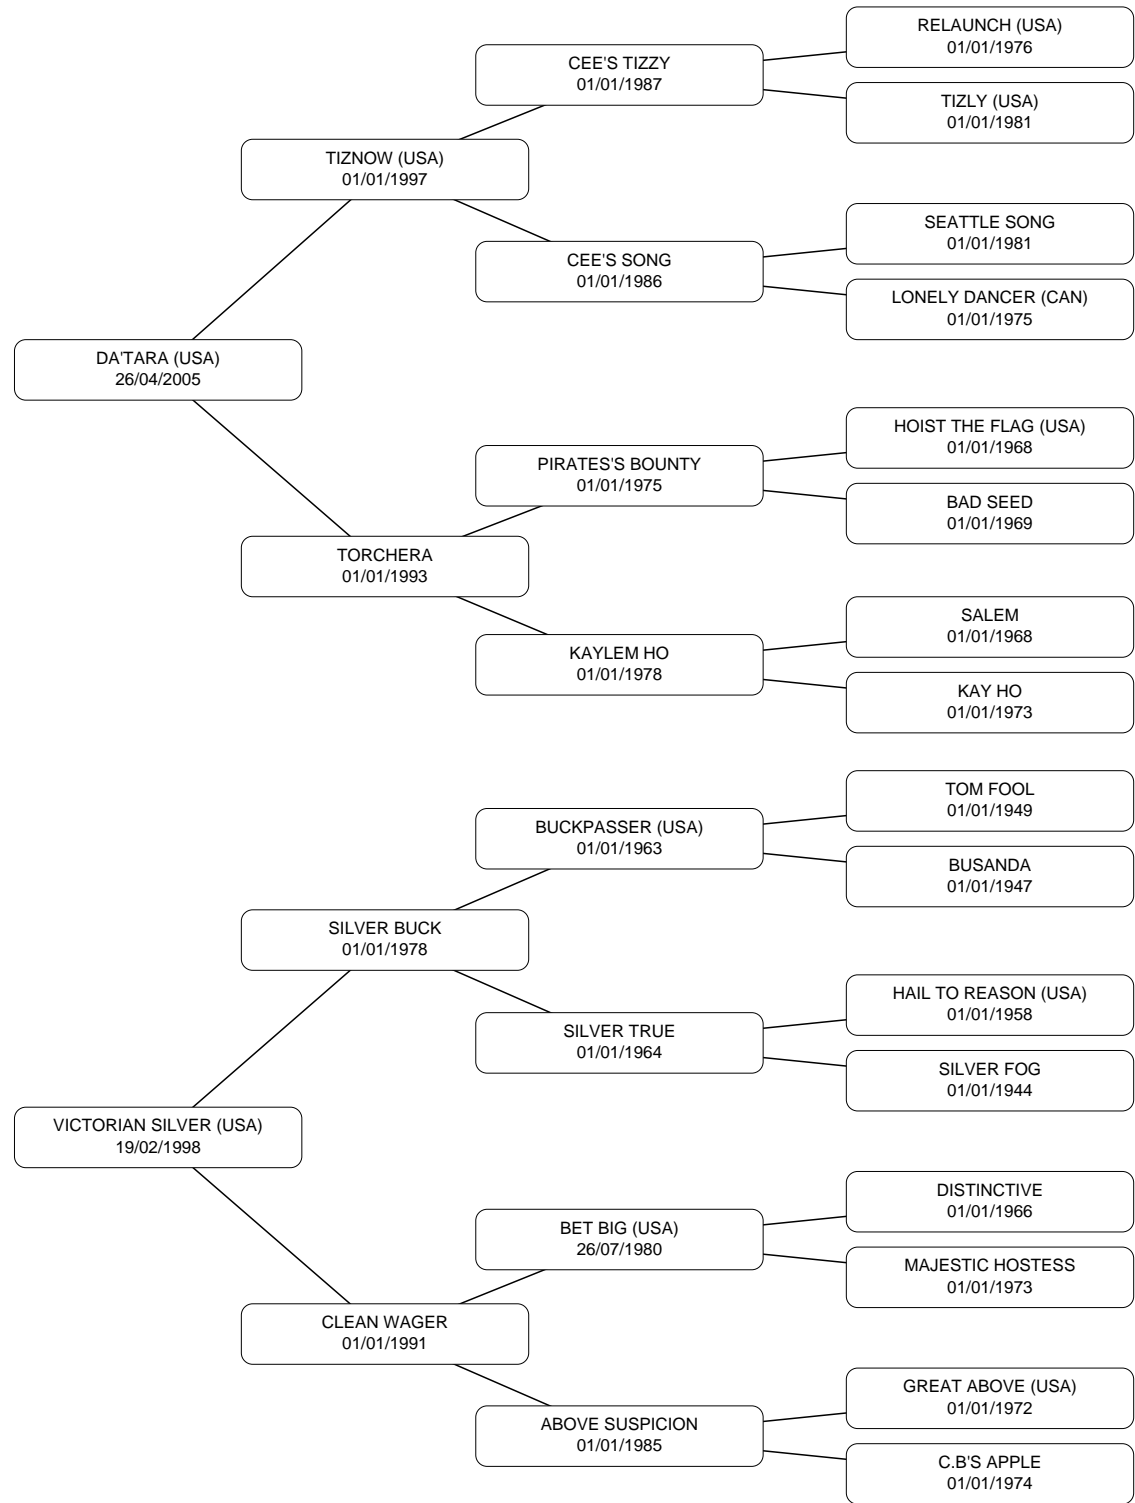 RELAUNCH (USA)
01/01/1976
CEE'S TIZZY
01/01/1987
TIZLY (USA)
01/01/1981
TIZNOW (USA)
01/01/1997
SEATTLE SONG
01/01/1981
CEE'S SONG
01/01/1986
LONELY DANCER (CAN)
01/01/1975
DA'TARA (USA)
26/04/2005
HOIST THE FLAG (USA)
01/01/1968
PIRATES'S BOUNTY
01/01/1975
BAD SEED
01/01/1969
TORCHERA
01/01/1993
SALEM
01/01/1968
KAYLEM HO
01/01/1978
KAY HO
01/01/1973
TOM FOOL
01/01/1949
BUCKPASSER (USA)
01/01/1963
BUSANDA
01/01/1947
SILVER BUCK
01/01/1978
HAIL TO REASON (USA)
01/01/1958
SILVER TRUE
01/01/1964
SILVER FOG
01/01/1944
VICTORIAN SILVER (USA)
19/02/1998
DISTINCTIVE
01/01/1966
BET BIG (USA)
26/07/1980
MAJESTIC HOSTESS
01/01/1973
CLEAN WAGER
01/01/1991
GREAT ABOVE (USA)
01/01/1972
ABOVE SUSPICION
01/01/1985
C.B'S APPLE
01/01/1974